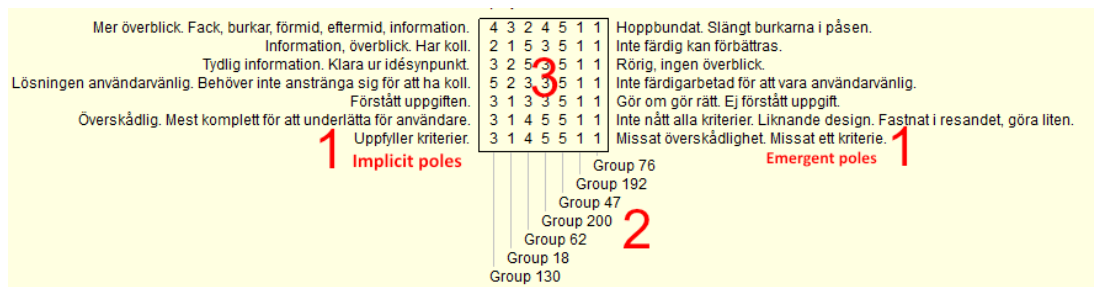 Mer överblick. Fack, burkar, förmid, eftermid, information. 4 3 2 4 5 1 1 Hoppbundat. Slängt burkarna i påsen.
Information, överblick. Har koll. 2 1 5 3 5 1 1 Inte färdig kan förbättras.
Tydlig information. Klara ur idésynpunkt. 3 2 5 5 1 1 Rörig, ingen överblick.
3
Lösningen användarvänlig. Behöver inte anstränga sig för att ha koll. 5 2 3 3 5 1 1 Inte färdigarbetad för att vara användarvänlig.
Förstått uppgiften. 3 1 3 3 5 1 1 Gör om gör rätt. Ej förstått uppgift.
Överskådlig. Mest komplett för att underlätta för användare. 3 1 4 5 5 1 1 Inte nått alla kriterier. Liknande design. Fastnat i resandet, göra liten.
Uppfyller kriterier. 3 1 4 5 5 1 1 Missat överskådlighet. Missat ett kriterie.
1 Implicit poles
Emergent poles 1
Group 76
Group 192
Group 47
Group 200
2
Group 62
Group 18
Group 130